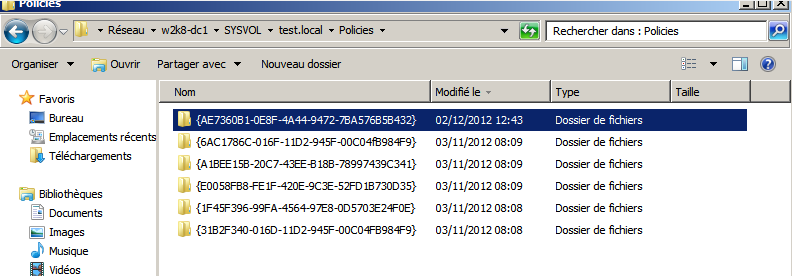 Policies
Réseau ▸ w2k8-dc1 ▸ SYSVOL ▸ test.local ▸ Policies ▸
Rechercher dans : Policies
Organiser Ouvrir Partager avec Nouveau dossier
Favoris
Bureau
Emplacements récents
Téléchargements
Bibliothèques
Documents
Images
Musique
Vidéos
Nom Modifié le Type Taille
{AE7360B1-0E8F-4A44-9472-7BA576B5B432} 02/12/2012 12:43 Dossier de fichiers
{6AC1786C-016F-11D2-945F-00C04fB984F9} 03/11/2012 08:09 Dossier de fichiers
{A1BEE15B-20C7-43EE-B18B-78997439C341} 03/11/2012 08:09 Dossier de fichiers
{E0058FB8-FE1F-420E-9C3E-52FD1B730D35} 03/11/2012 08:09 Dossier de fichiers
{1F45F396-99FA-4564-97E8-0D5703E24F0E} 03/11/2012 08:08 Dossier de fichiers
{31B2F340-016D-11D2-945F-00C04FB984F9} 03/11/2012 08:08 Dossier de fichiers